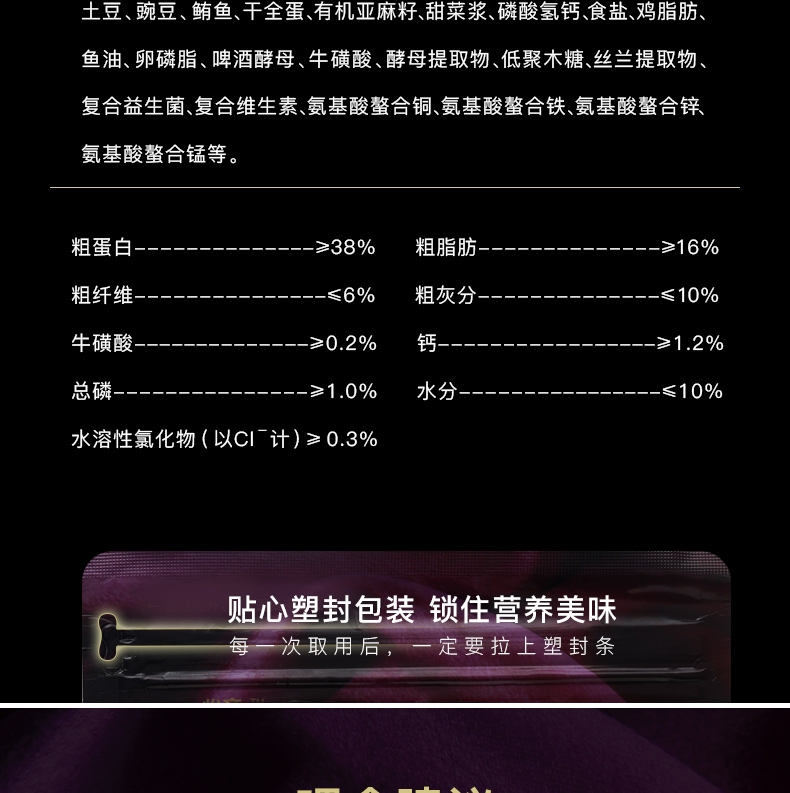 土豆、豌豆、鲔鱼、干全蛋、有机亚麻籽、甜菜浆、磷酸氢钙、食盐、鸡脂肪、
鱼油、卵磷脂、啤酒酵母、牛磺酸、酵母提取物、低聚木糖、丝兰提取物、
复合益生菌、复合维生素、氨基酸螯合铜、氨基酸螯合铁、氨基酸螯合锌、
氨基酸螯合锰等。
粗蛋白--------------≥38% 粗脂肪--------------≥16%
粗纤维---------------≤6% 粗灰分--------------≤10%
牛磺酸--------------≥0.2% 钙-----------------≥1.2%
总磷---------------≥1.0% 水分----------------≤10%
水溶性氯化物(以Cl⁻计)≥0.3%
贴心塑封包装 锁住营养美味
每一次取用后，一定要拉上塑封条